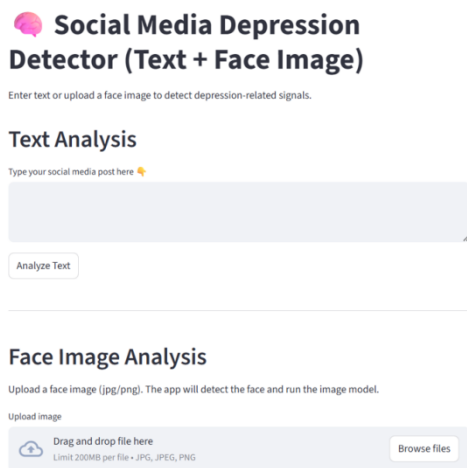 🧠 Social Media Depression
Detector (Text + Face Image)
Enter text or upload a face image to detect depression-related signals.
Text Analysis
Type your social media post here 👇
Analyze Text
Face Image Analysis
Upload a face image (jpg/png). The app will detect the face and run the image model.
Upload image
Drag and drop file here
Limit 200MB per file • JPG, JPEG, PNG
Browse files